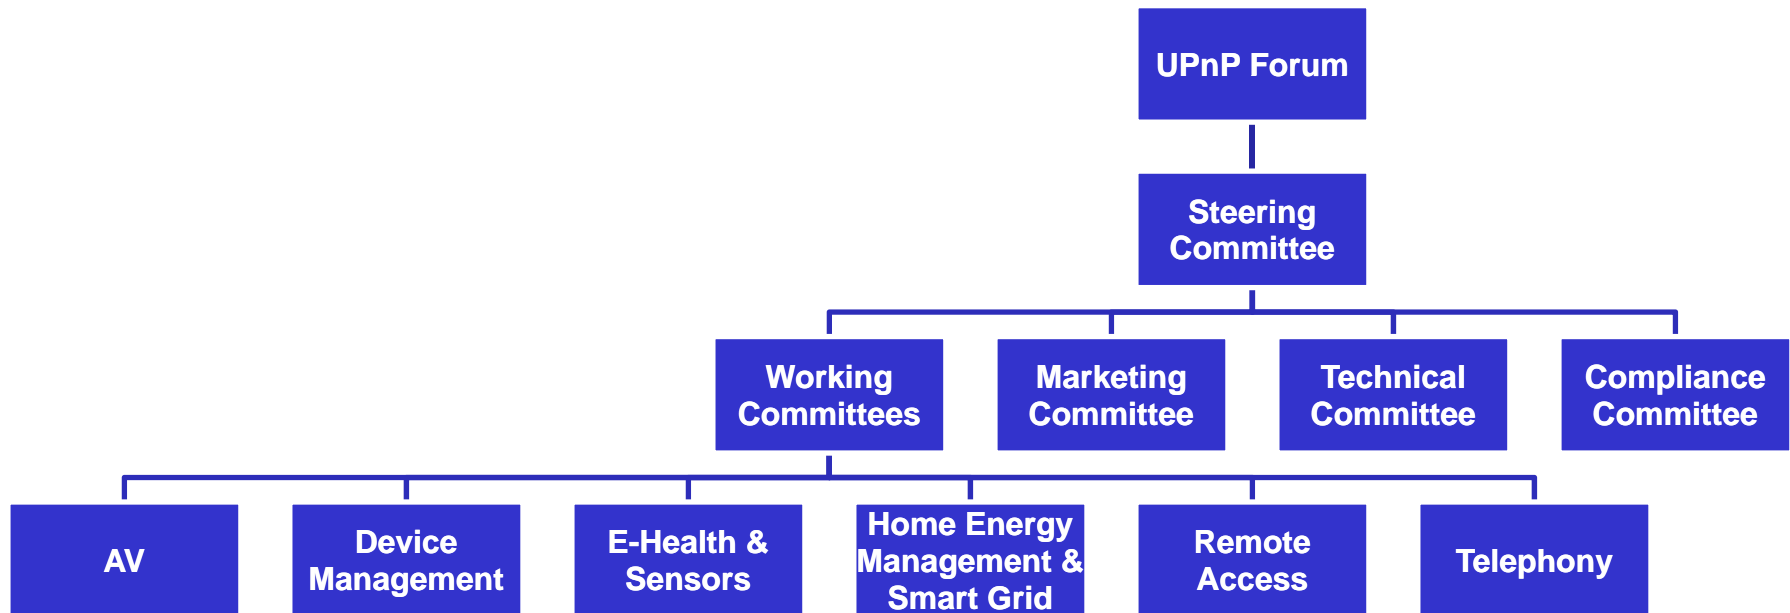 UPnP Forum
Steering
Committee
Working
Committees
Marketing
Committee
Technical
Committee
Compliance
Committee
AV
Device
Management
E-Health &
Sensors
Home Energy
Management &
Smart Grid
Remote
Access
Telephony